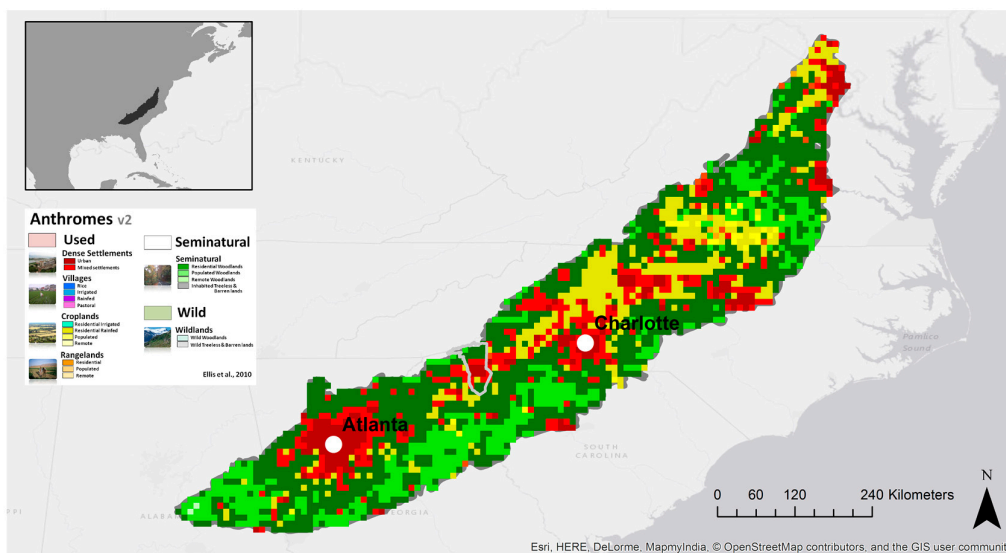 KENTUCKY
Anthromes v2
Used
Dense Settlements
Urban
Mixed settlements
Villages
Rice
Irrigated
Rainfed
Pastoral
Croplands
Residential Irrigated
Residential Rainfed
Populated
Remote
Rangelands
Residential
Populated
Remote
Seminatural
Seminatural
Residential Woodlands
Populated Woodlands
Remote Woodlands
Inhabited Treeless &
Barren lands
Wild
Wildlands
Wild Woodlands
Wild Treeless & Barren lands
Ellis et al., 2010
Charlotte
Pamlico
Sound
Atlanta
SOUTH
CAROLINA
PPI
ALABAMA
GEORGIA
N
0 60 120 240 Kilometers
Esri, HERE, DeLorme, MapmyIndia, © OpenStreetMap contributors, and the GIS user communit